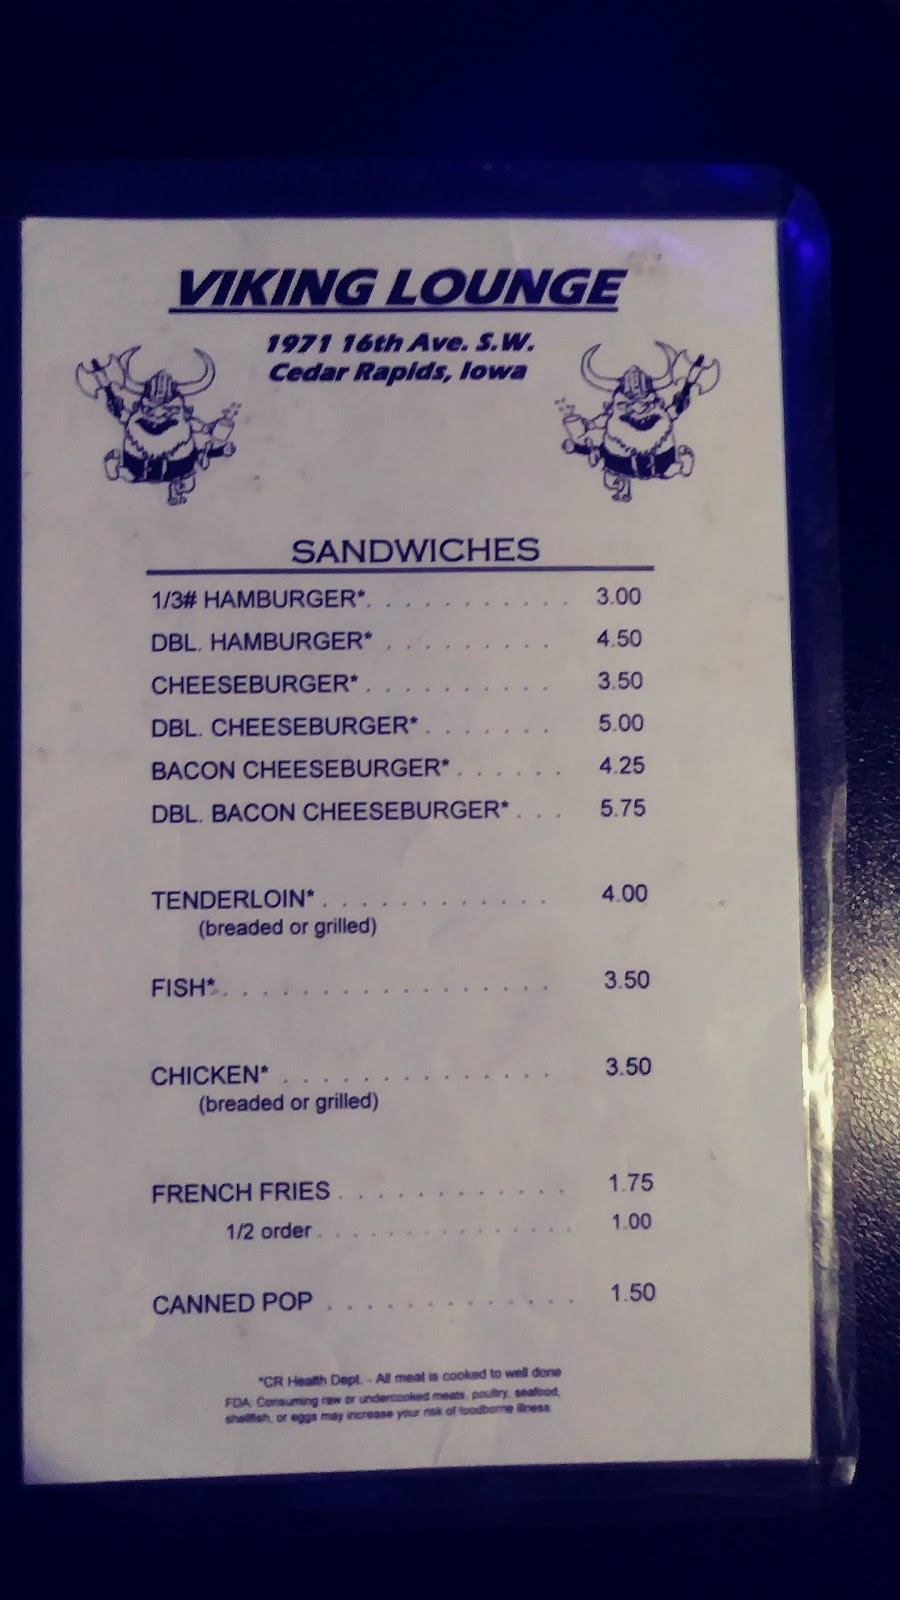 VIKING LOUNGE
1971 16th Ave. S.W.
Cedar Rapids, Iowa
SANDWICHES
1/3# HAMBURGER* . . . . . . . . . . . 3.00
DBL. HAMBURGER* . . . . . . . . . 4.50
CHEESEBURGER* . . . . . . . . . . 3.50
DBL. CHEESEBURGER* . . . . . . . 5.00
BACON CHEESEBURGER* . . . . . . 4.25
DBL. BACON CHEESEBURGER* . . . 5.75
TENDERLOIN* . . . . . . . . . . . . 4.00
(breaded or grilled)
FISH* . . . . . . . . . . . . . . . . . 3.50
CHICKEN* . . . . . . . . . . . . . . 3.50
(breaded or grilled)
FRENCH FRIES . . . . . . . . . . . . 1.75
1/2 order . . . . . . . . . . . . . . 1.00
CANNED POP . . . . . . . . . . . . . 1.50
*CR Health Dept. - All meat is cooked to well done
FDA: Consuming raw or undercooked meats, poultry, seafood,
shellfish, or eggs may increase your risk of foodborne illness.